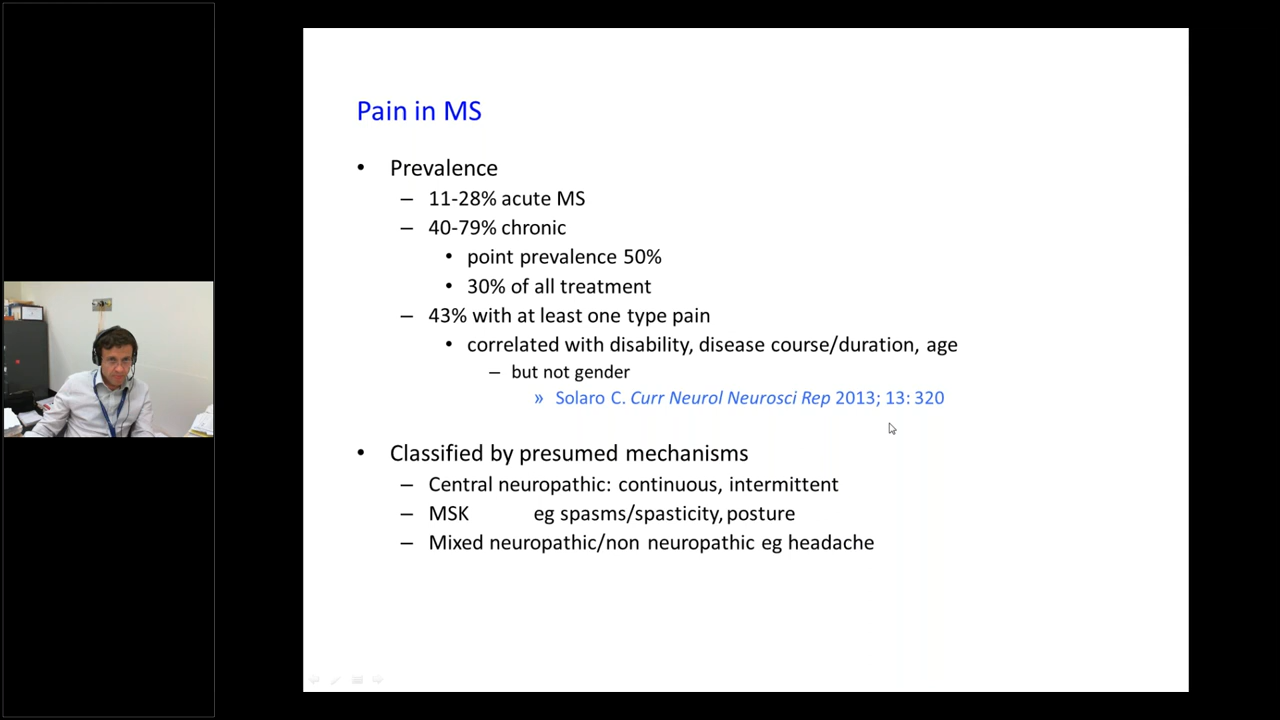 Pain in MS
• Prevalence
– 11-28% acute MS
– 40-79% chronic
• point prevalence 50%
• 30% of all treatment
– 43% with at least one type pain
• correlated with disability, disease course/duration, age
– but not gender
» Solaro C. Curr Neurol Neurosci Rep 2013; 13: 320
• Classified by presumed mechanisms
– Central neuropathic: continuous, intermittent
– MSK eg spasms/spasticity, posture
– Mixed neuropathic/non neuropathic eg headache